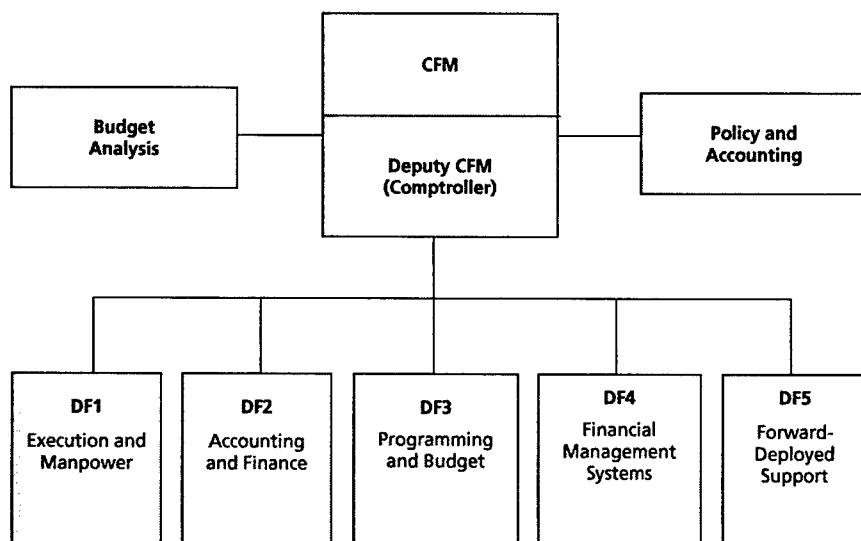 CFM
Budget
Analysis
Deputy CFM
(Comptroller)
Policy and
Accounting
DF1
Execution and
Manpower
DF2
Accounting
and Finance
DF3
Programming
and Budget
DF4
Financial
Management
Systems
DF5
Forward-
Deployed
Support